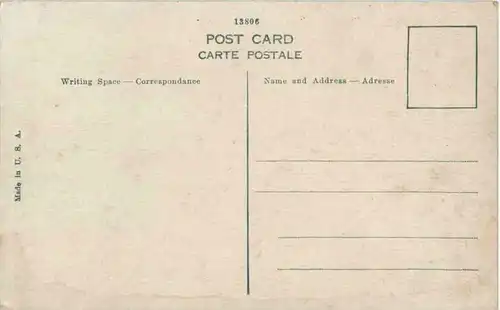 13806
POST CARD
CARTE POSTALE
Writing Space — Correspondance
Name and Address — Adresse
Made in U. S. A.